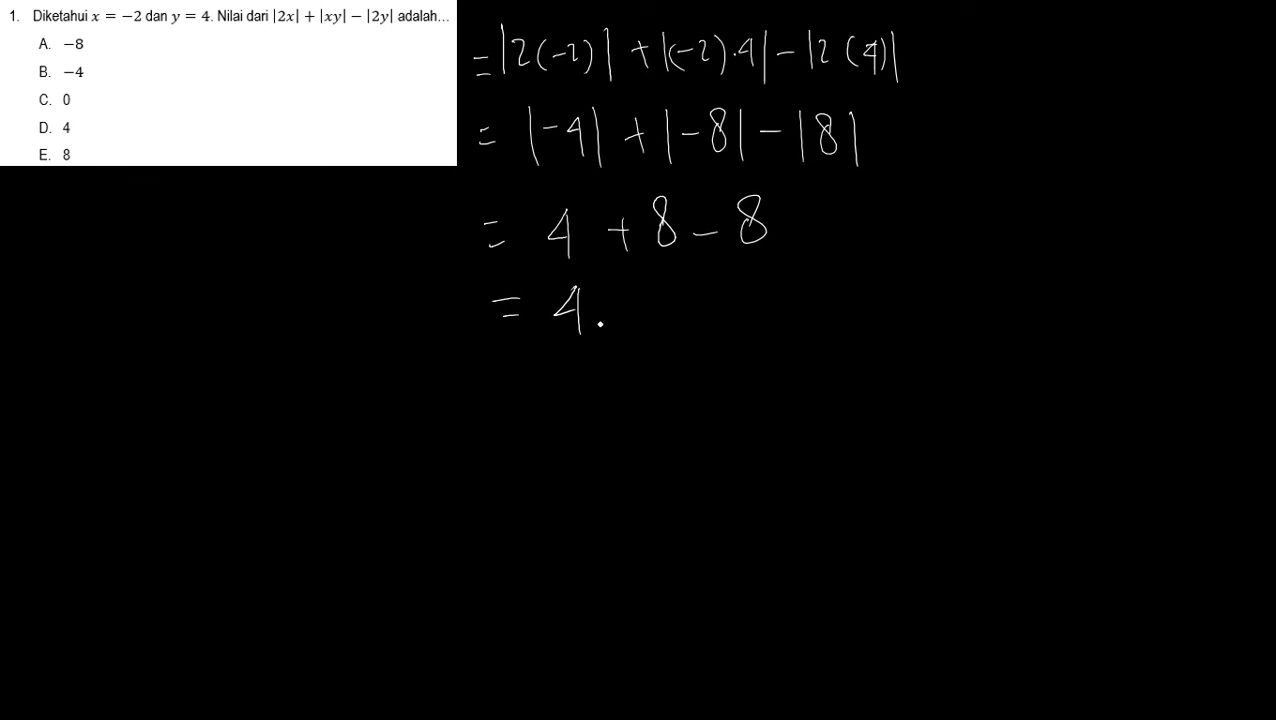 1. Diketahui x = −2 dan y = 4. Nilai dari |2x| + |xy| − |2y| adalah...
A. −8
B. −4
C. 0
D. 4
E. 8
= |2(−2)| + |(−2)·4| − |2(4)|
= |−4| + |−8| − |8|
= 4 + 8 − 8
= 4.